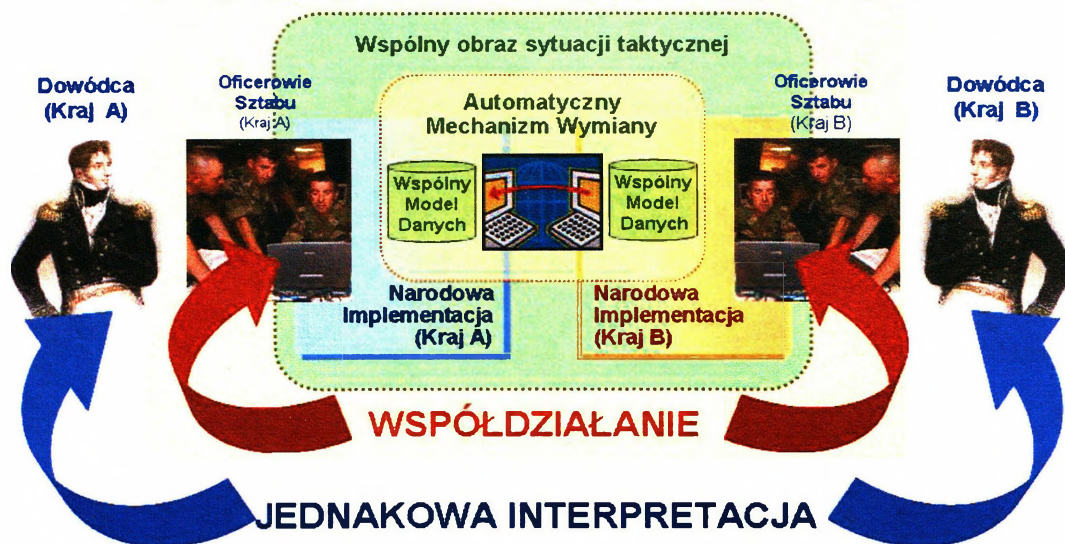 Wspólny obraz sytuacji taktycznej
Dowódca
(Kraj A)
Oficerowie
Sztabu
(Kraj A)
Automatyczny
Mechanizm Wymiany
Oficerowie
Sztabu
(Kraj B)
Dowódca
(Kraj B)
Wspólny
Model
Danych
Wspólny
Model
Danych
Narodowa
Implementacja
(Kraj A)
Narodowa
Implementacja
(Kraj B)
WSPÓŁDZIAŁANIE
JEDNAKOWA INTERPRETACJA